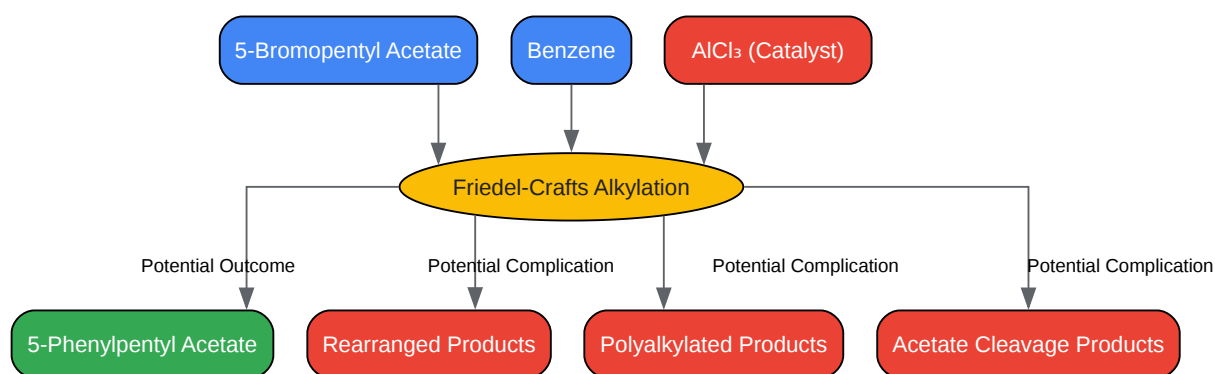 5-Bromopentyl Acetate
Benzene
AlCl₃ (Catalyst)
Friedel-Crafts Alkylation
Potential Outcome
Potential Complication
Potential Complication
Potential Complication
5-Phenylpentyl Acetate
Rearranged Products
Polyalkylated Products
Acetate Cleavage Products